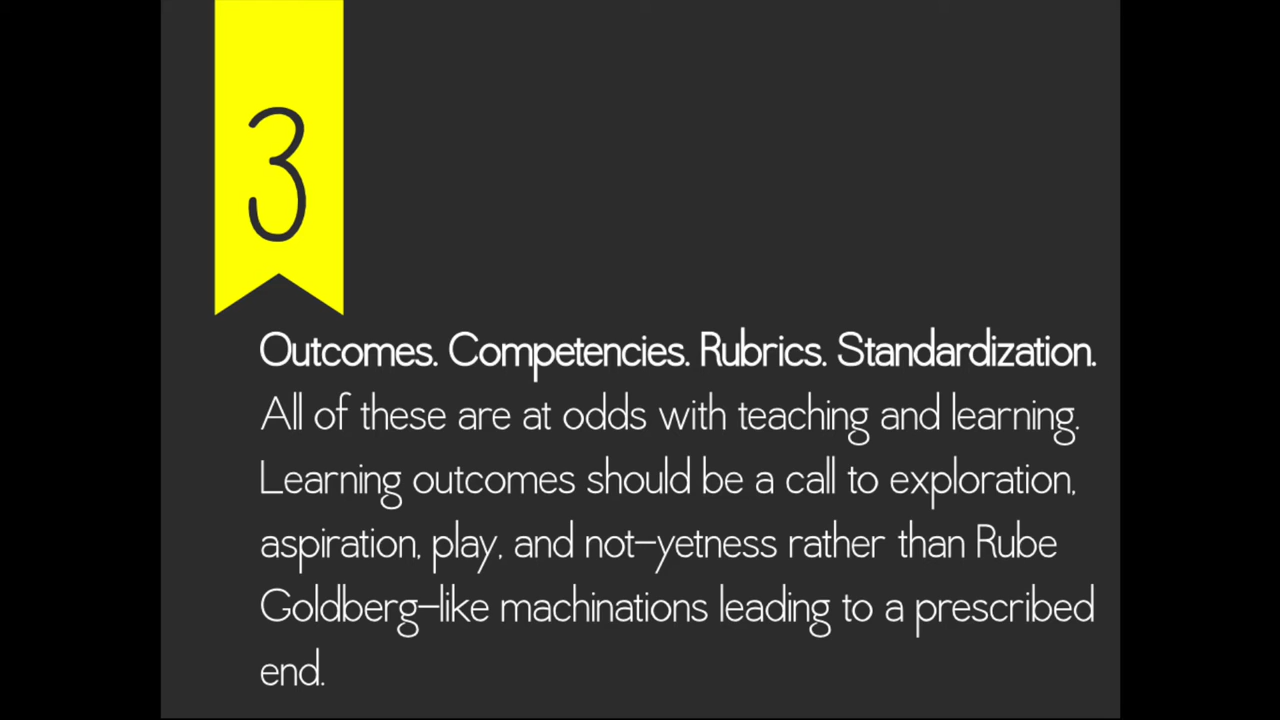 3
Outcomes. Competencies. Rubrics. Standardization.
All of these are at odds with teaching and learning.
Learning outcomes should be a call to exploration,
aspiration, play, and not-yetness rather than Rube
Goldberg-like machinations leading to a prescribed
end.